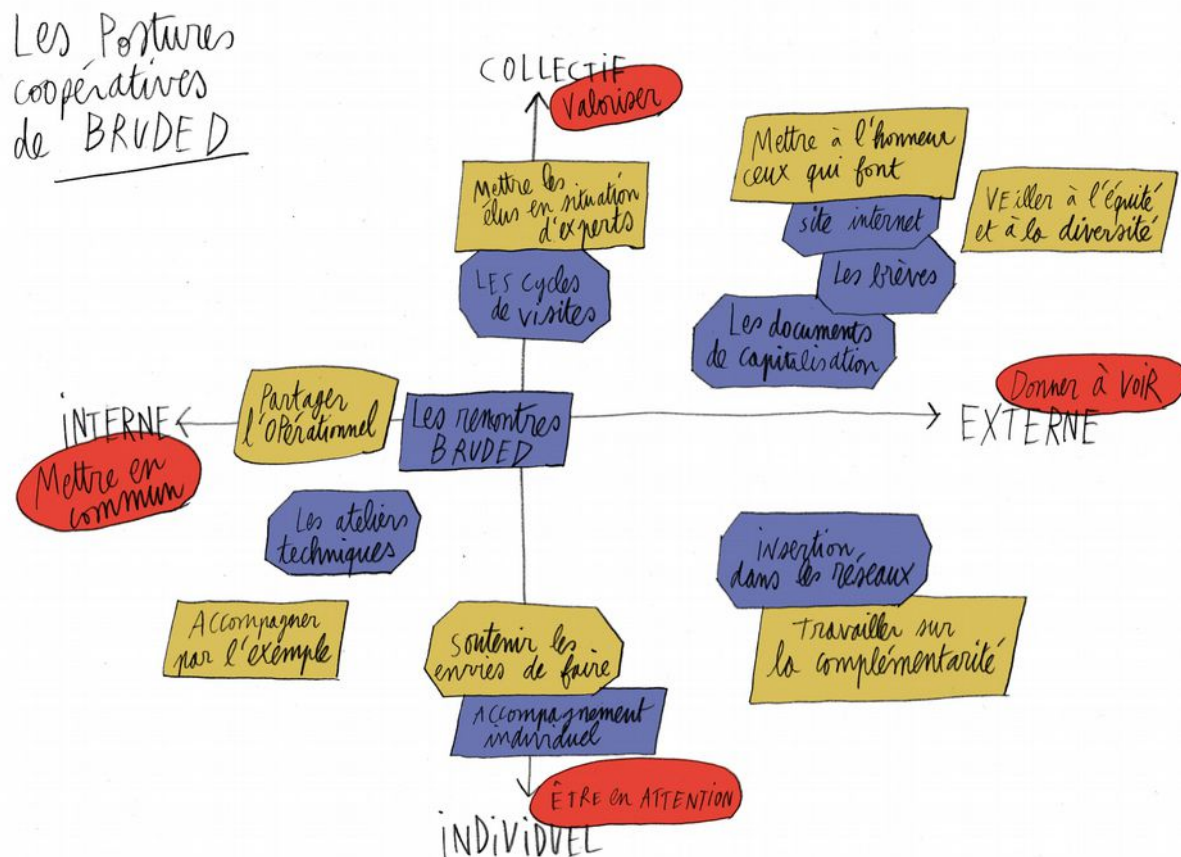 Les Postures
coopératives
de BRUDED
COLLECTIF
Valoriser
Mettre les
élus en situation
d'experts
LES cycles
de visites
Mettre à l'honneur
ceux qui font
site internet
Les brèves
Les documents
de capitalisation
VEiller à l'équité
et à la diversité
iNTERNE
Mettre en
commun
Partager
l'OPérationnel
Les rencontres
BRUDED
Donner à VOiR
EXTERNE
Les ateliers
techniques
Accompagner
par l'exemple
Soutenir les
envies de faire
Accompagnement
individuel
ÊTRE en ATTENTION
iNDiViDUEL
iNsertion
dans les réseaux
Travailler sur
la complémentarité